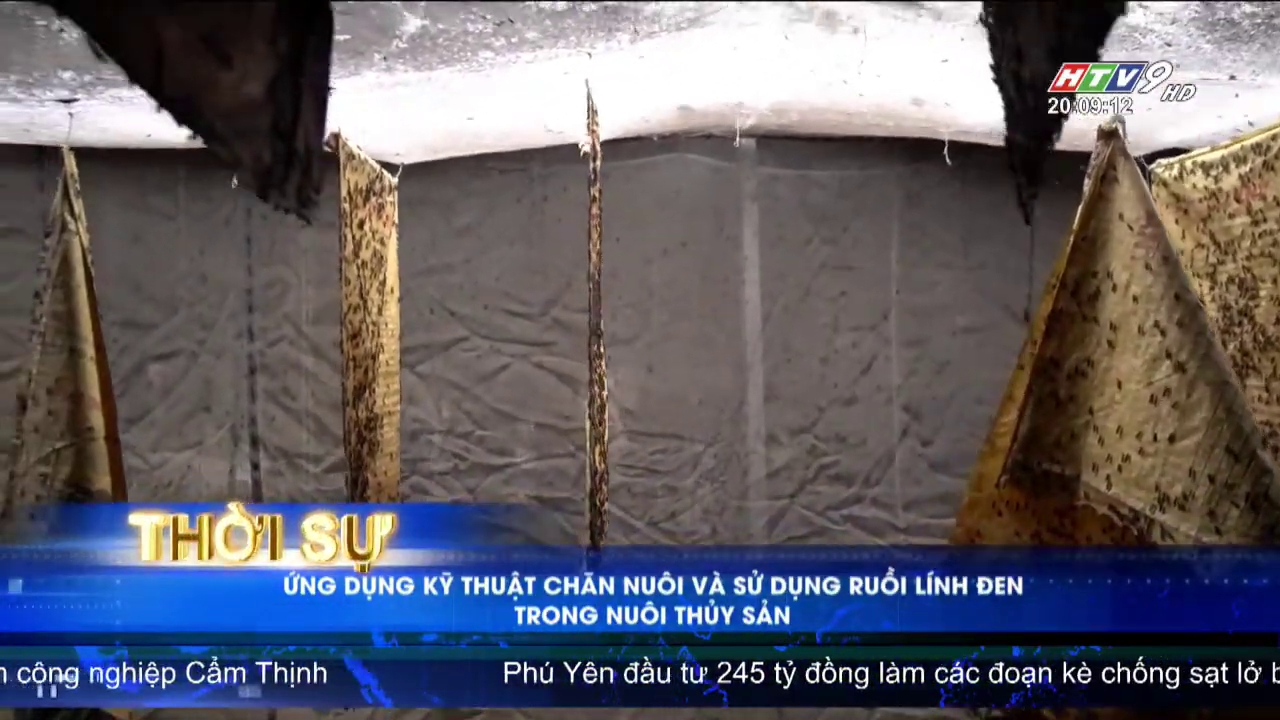 HTV9 HD
20:09:12
THỜI SỰ
ỨNG DỤNG KỸ THUẬT CHĂN NUÔI VÀ SỬ DỤNG RUỒI LÍNH ĐEN
TRONG NUÔI THỦY SẢN
công nghiệp Cẩm Thịnh
Phú Yên đầu tư 245 tỷ đồng làm các đoạn kè chống sạt lở